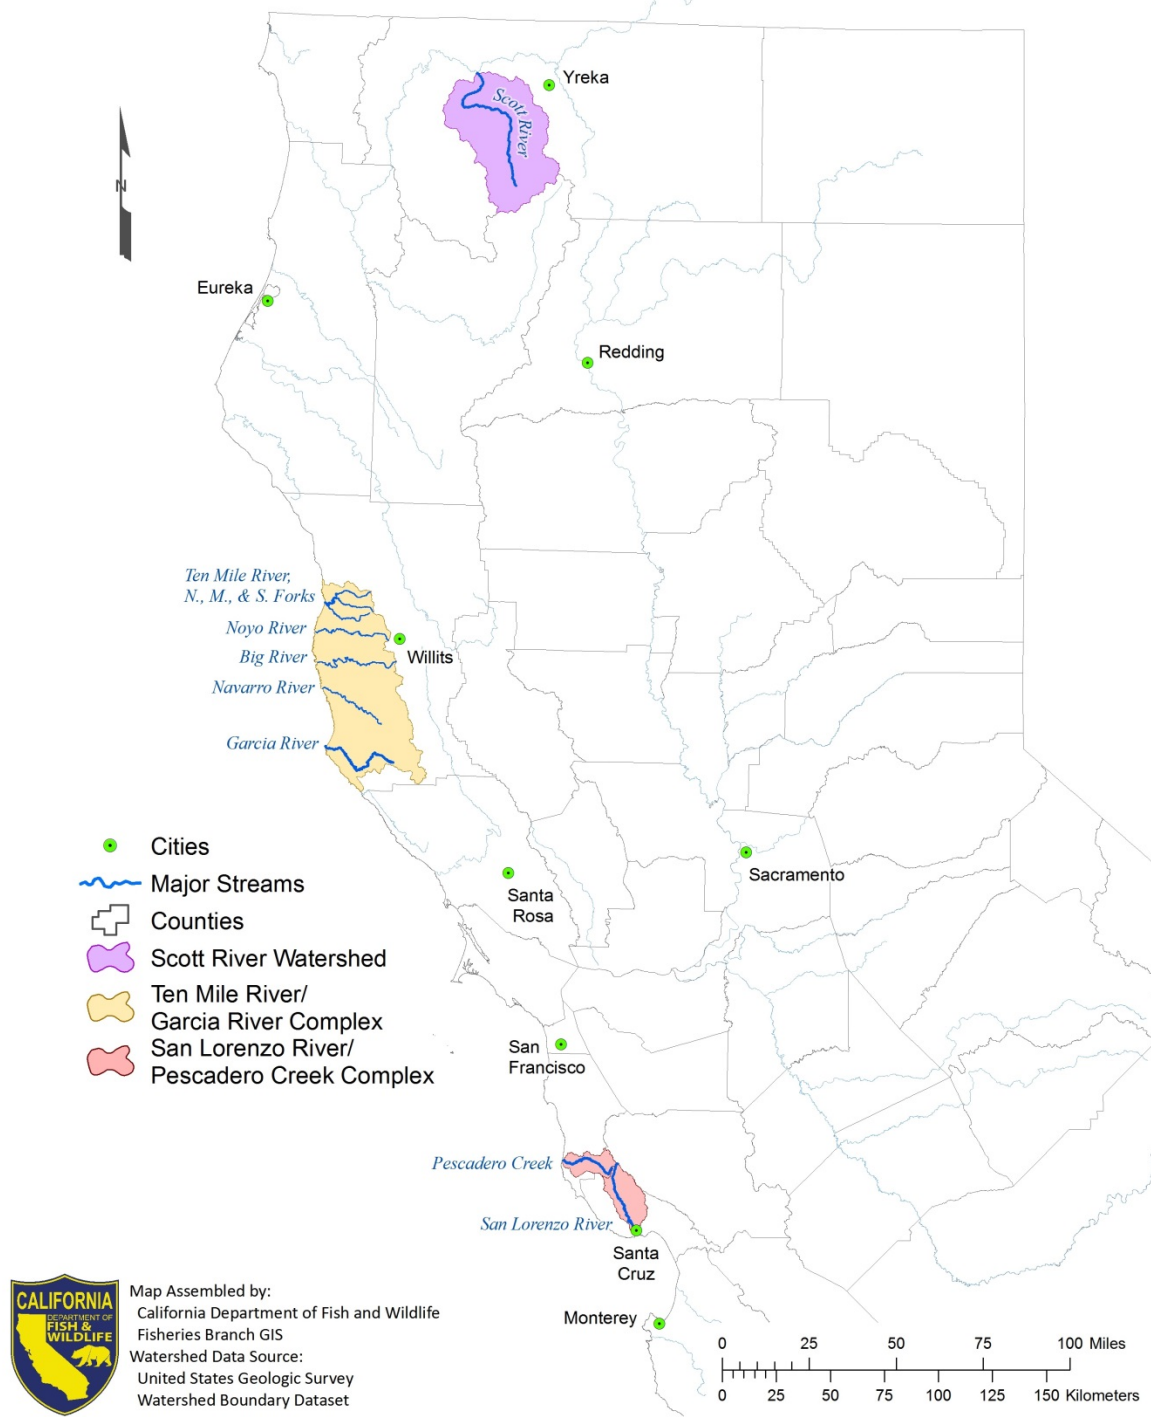 Yreka
Scott River
N
Eureka
Redding
Ten Mile River,
N., M., & S. Forks
Noyo River
Willits
Big River
Navarro River
Garcia River
Cities
Major Streams
Counties
Scott River Watershed
Ten Mile River/
Garcia River Complex
San Lorenzo River/
Pescadero Creek Complex
Sacramento
Santa
Rosa
San
Francisco
Pescadero Creek
San Lorenzo River
Santa
Cruz
Monterey
CALIFORNIA
DEPARTMENT OF
FISH &
WILDLIFE
Map Assembled by:
California Department of Fish and Wildlife
Fisheries Branch GIS
Watershed Data Source:
United States Geologic Survey
Watershed Boundary Dataset
0 25 50 75 100 Miles
0 25 50 75 100 125 150 Kilometers